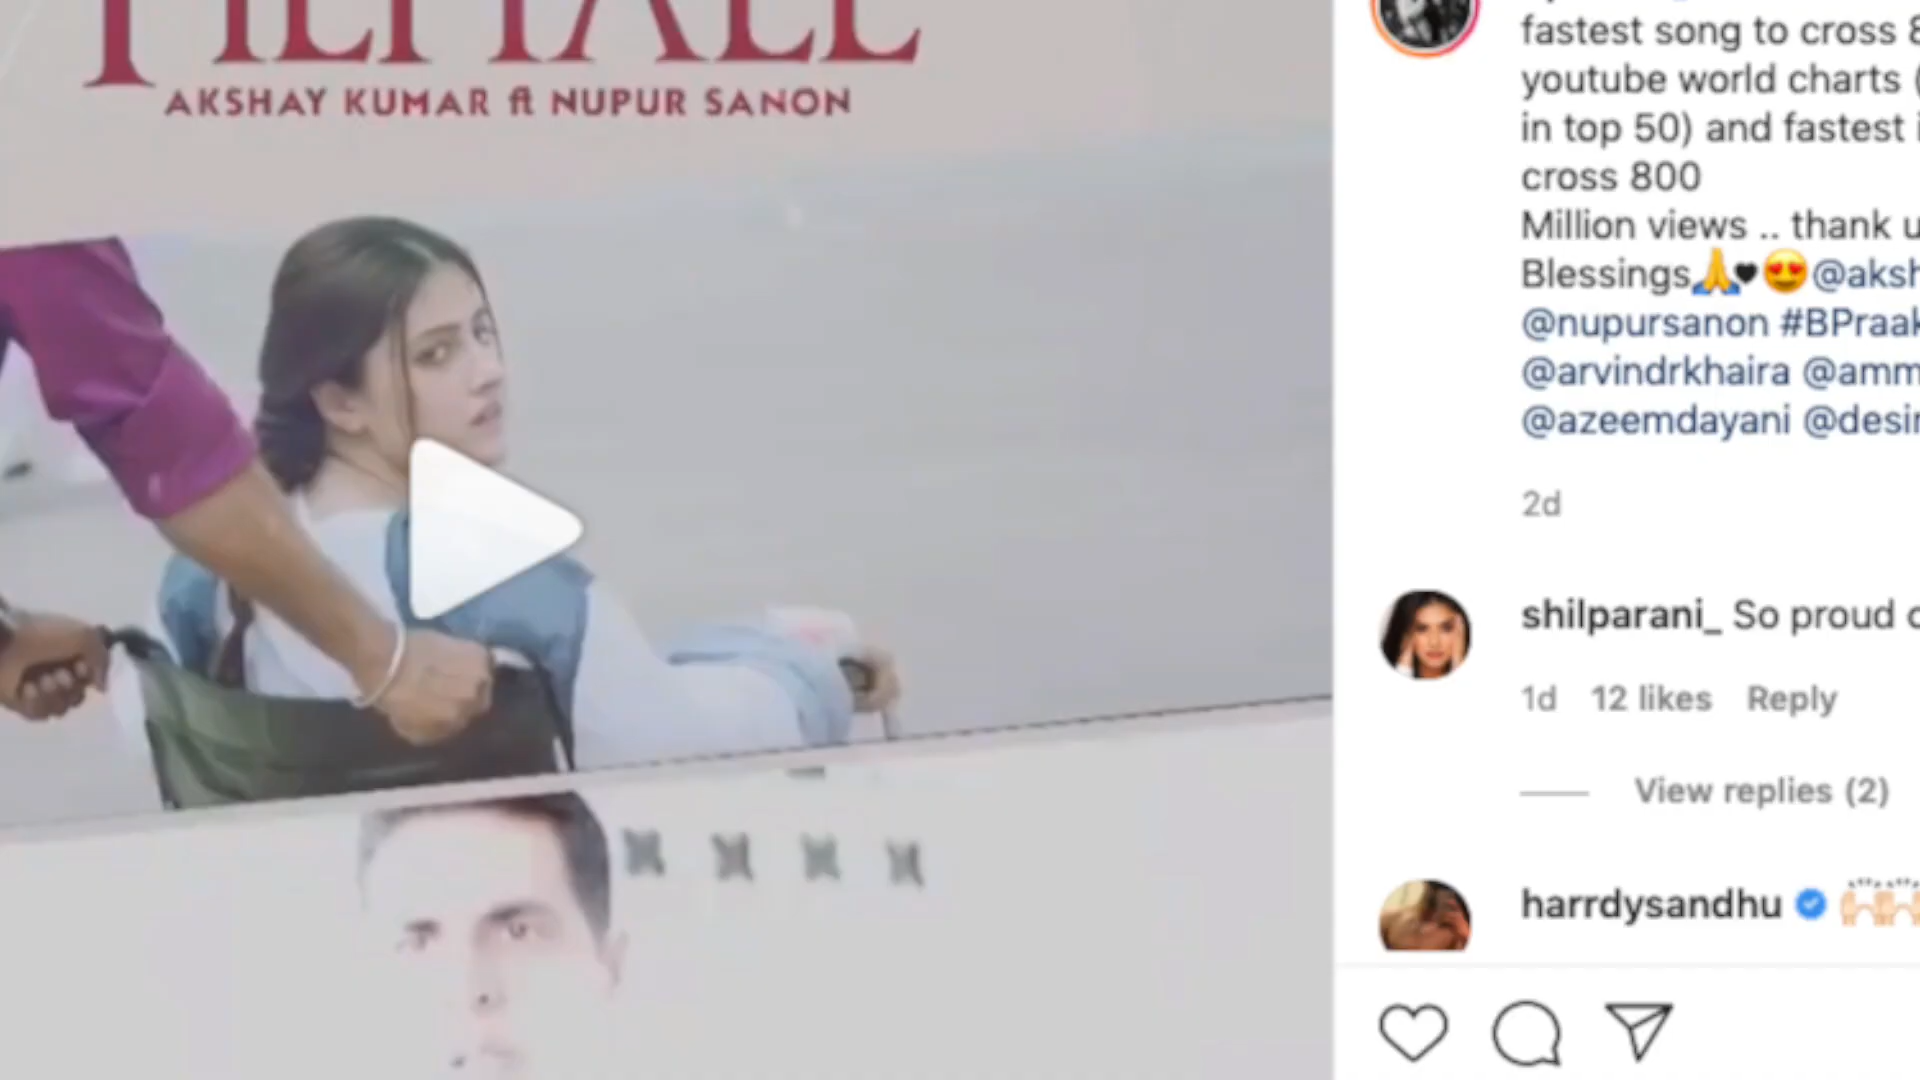 AKSHAY KUMAR ft NUPUR SANON
fastest song to cross 8
youtube world charts (
in top 50) and fastest i
cross 800
Million views .. thank u
Blessings🙏🖤😍@aksh
@nupursanon #BPraak
@arvindrkhaira @amm
@azeemdayani @desin
2d
shilparani_ So proud o
1d 12 likes Reply
View replies (2)
harrdysandhu 🙌🏻🙌🏻